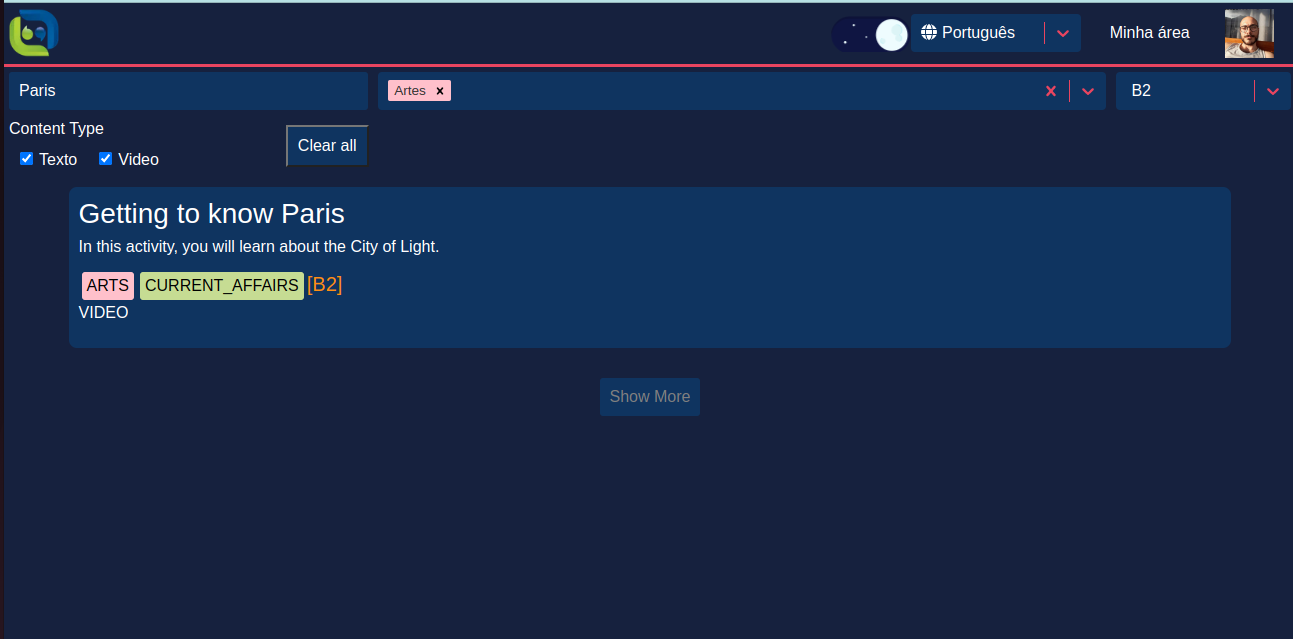 Português Minha área
Paris Artes × B2
Content Type
Clear all
Texto Video
Getting to know Paris
In this activity, you will learn about the City of Light.
ARTS CURRENT_AFFAIRS [B2]
VIDEO
Show More